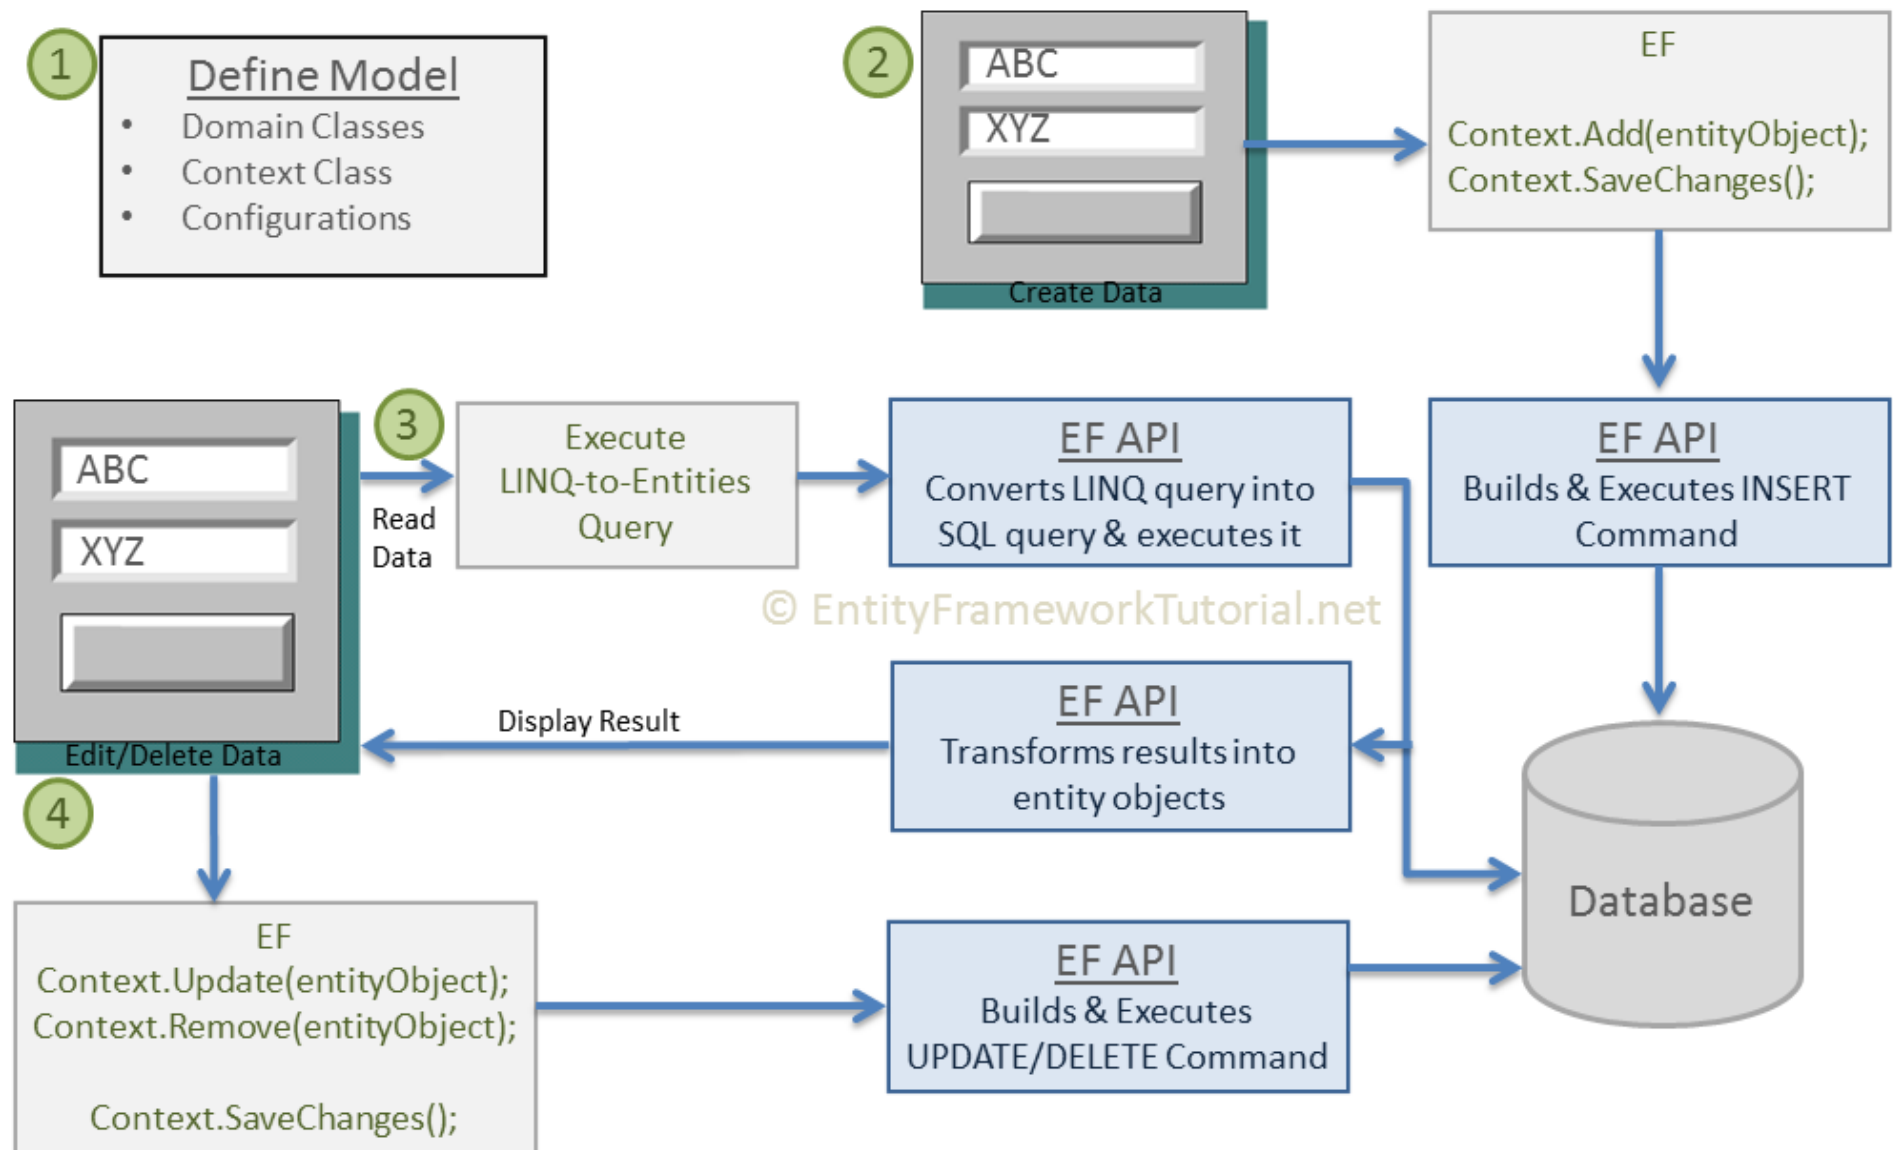 1
Define Model
• Domain Classes
• Context Class
• Configurations
2
ABC
XYZ
Create Data
EF
Context.Add(entityObject);
Context.SaveChanges();
ABC
XYZ
Edit/Delete Data
3
Read
Data
Execute
LINQ-to-Entities
Query
EF API
Converts LINQ query into
SQL query & executes it
EF API
Builds & Executes INSERT
Command
© EntityFrameworkTutorial.net
Display Result
EF API
Transforms results into
entity objects
Database
4
EF
Context.Update(entityObject);
Context.Remove(entityObject);
Context.SaveChanges();
EF API
Builds & Executes
UPDATE/DELETE Command